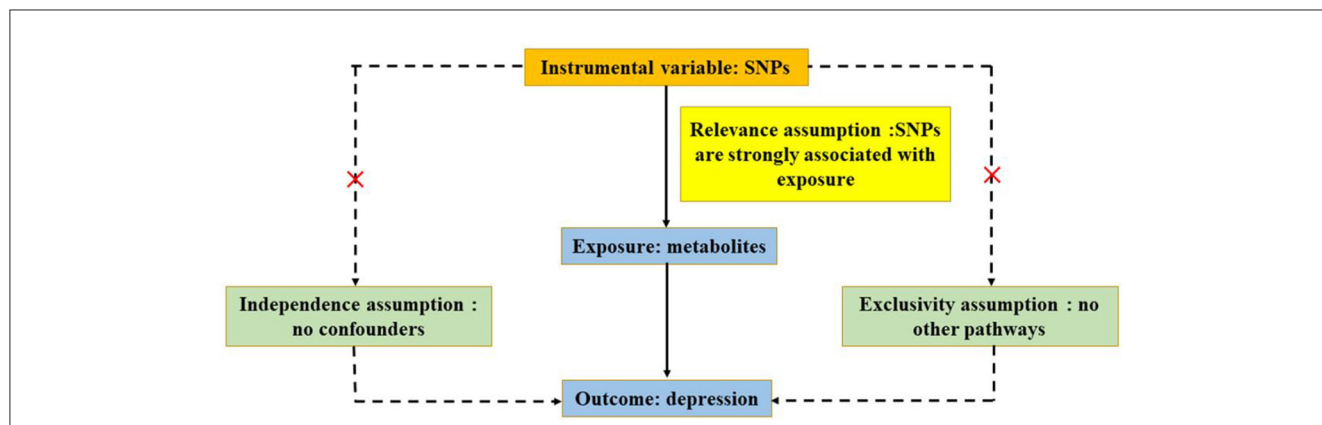 Instrumental variable: SNPs
Relevance assumption :SNPs
are strongly associated with
exposure
Exposure: metabolites
Independence assumption :
no confounders
Exclusivity assumption : no
other pathways
Outcome: depression